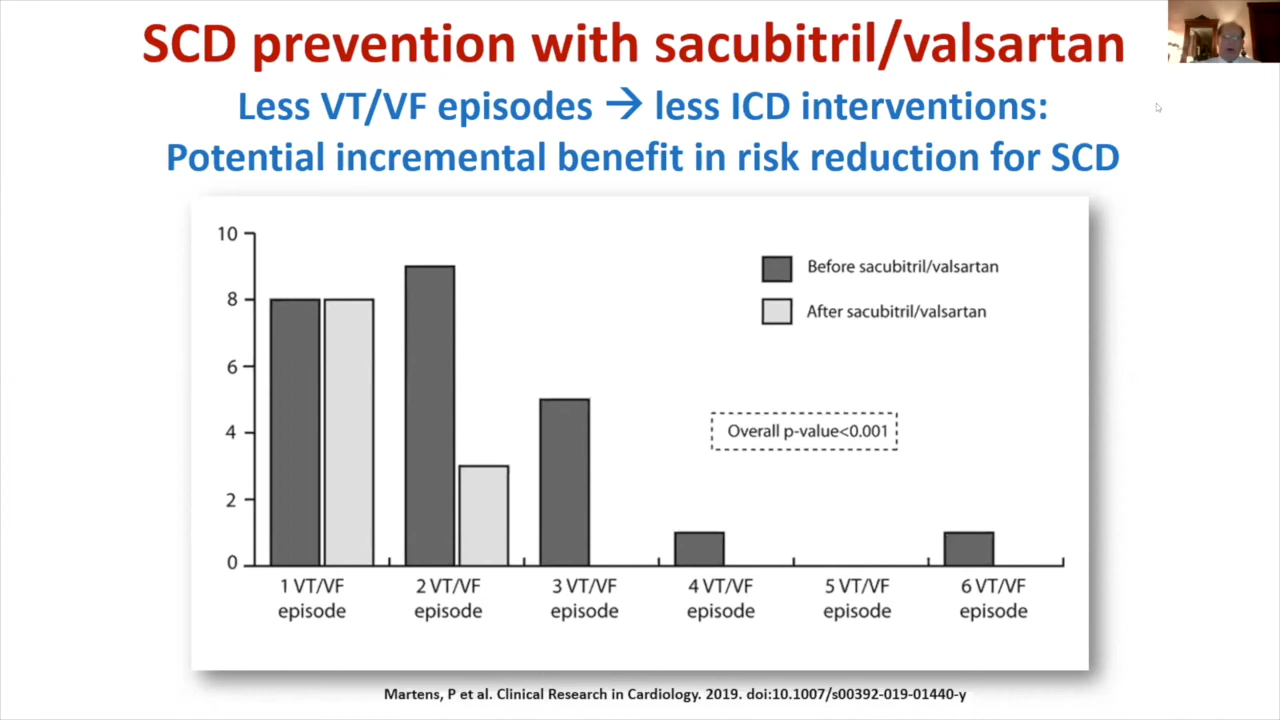 SCD prevention with sacubitril/valsartan
Less VT/VF episodes → less ICD interventions:
Potential incremental benefit in risk reduction for SCD
10
8
6
4
2
0
Before sacubitril/valsartan
After sacubitril/valsartan
Overall p-value<0.001
1 VT/VF
episode
2 VT/VF
episode
3 VT/VF
episode
4 VT/VF
episode
5 VT/VF
episode
6 VT/VF
episode
Martens, P et al. Clinical Research in Cardiology. 2019. doi:10.1007/s00392-019-01440-y